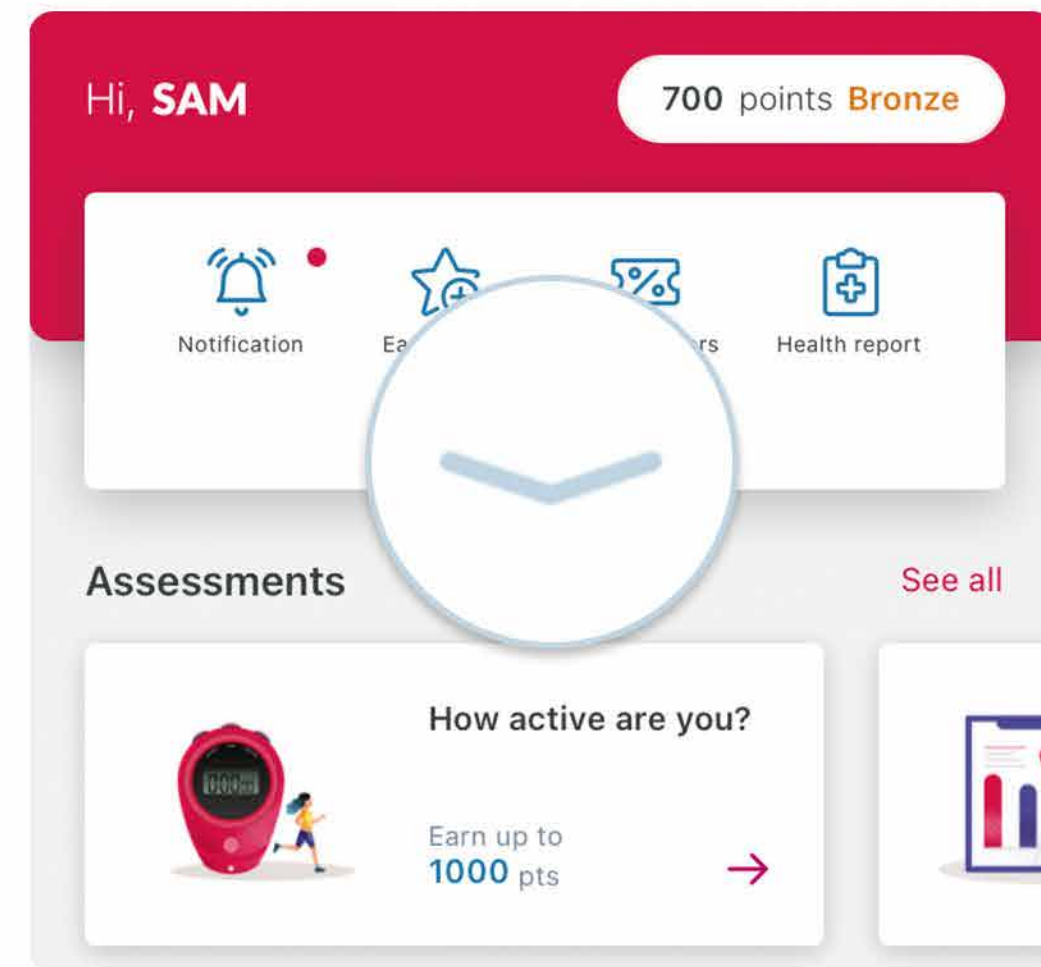 Hi, SAM
700 points Bronze
Notification
Health report
Assessments
See all
How active are you?
Earn up to
1000 pts